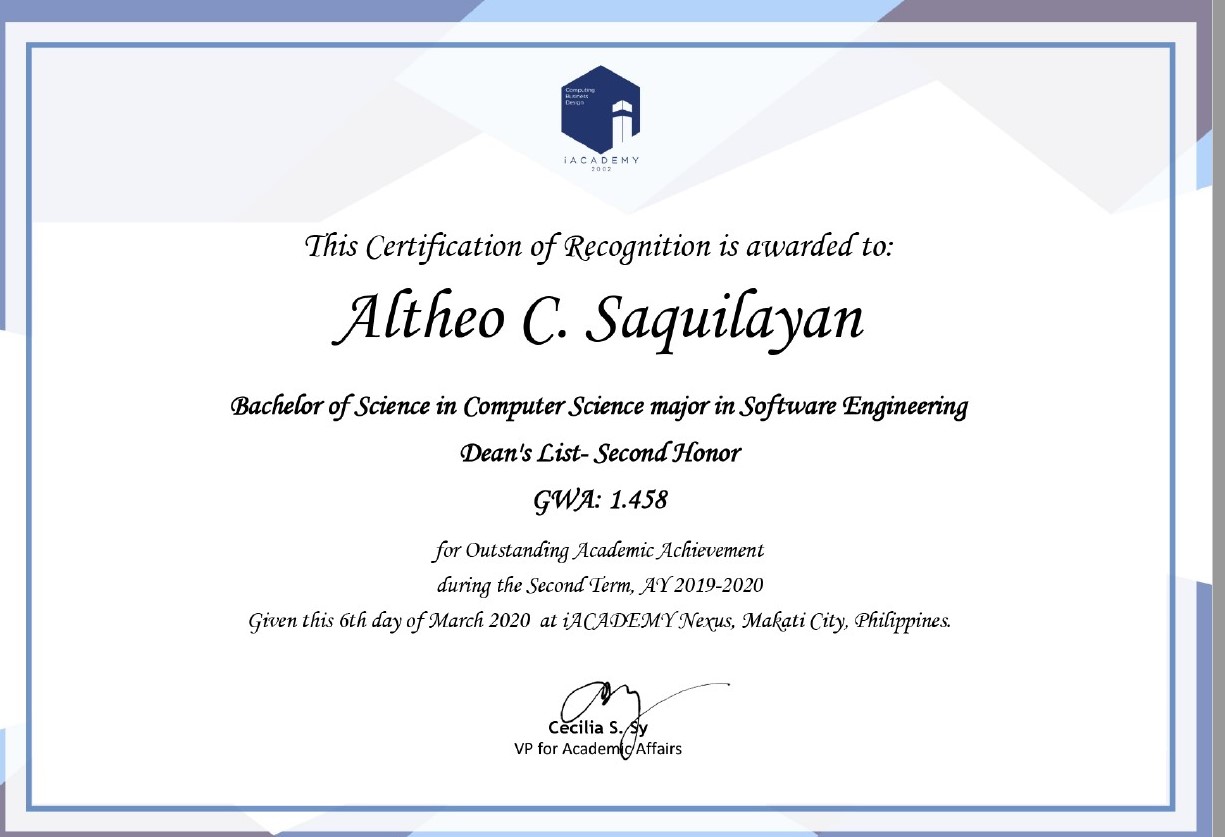 Computing
Business
Design
iACADEMY
2002
This Certification of Recognition is awarded to:
Altheo C. Saquilayan
Bachelor of Science in Computer Science major in Software Engineering
Dean's List- Second Honor
GWA: 1.458
for Outstanding Academic Achievement
during the Second Term, AY 2019-2020
Given this 6th day of March 2020 at iACADEMY Nexus, Makati City, Philippines.
Cecilia S. Sy
VP for Academic Affairs